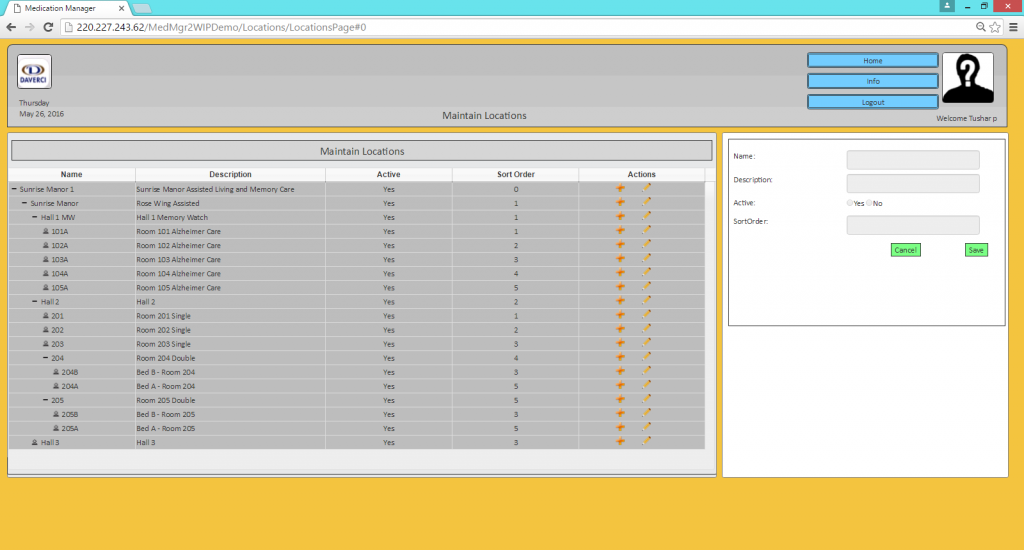 Medication Manager
220.227.243.62/MedMgr2WIPDemo/Locations/LocationsPage#0
DAVERCI
Thursday
May 26, 2016
Maintain Locations
Home
Info
Logout
Welcome Tushar p
Maintain Locations
Name Description Active Sort Order Actions
Sunrise Manor 1 Sunrise Manor Assisted Living and Memory Care Yes 0
Sunrise Manor Rose Wing Assisted Yes 1
Hall 1 MW Hall 1 Memory Watch Yes 1
101A Room 101 Alzheimer Care Yes 1
102A Room 102 Alzheimer Care Yes 2
103A Room 103 Alzheimer Care Yes 3
104A Room 104 Alzheimer Care Yes 4
105A Room 105 Alzheimer Care Yes 5
Hall 2 Hall 2 Yes 2
201 Room 201 Single Yes 1
202 Room 202 Single Yes 2
203 Room 203 Single Yes 3
204 Room 204 Double Yes 4
204B Bed B - Room 204 Yes 3
204A Bed A - Room 204 Yes 5
205 Room 205 Double Yes 5
205B Bed B - Room 205 Yes 3
205A Bed A - Room 205 Yes 5
Hall 3 Hall 3 Yes 3
Name:
Description:
Active: Yes No
SortOrder:
Cancel Save